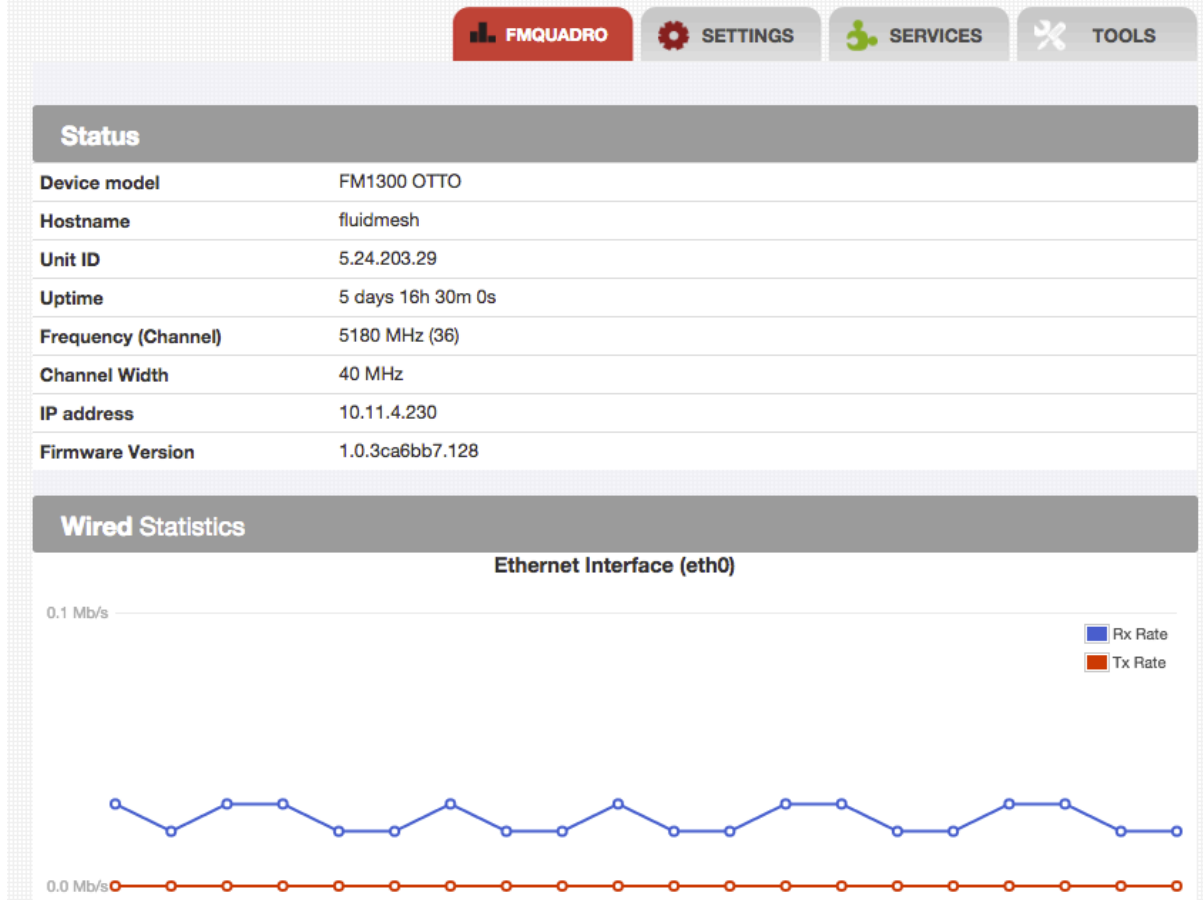 FMQUADRO SETTINGS SERVICES TOOLS
Status
Device model FM1300 OTTO
Hostname fluidmesh
Unit ID 5.24.203.29
Uptime 5 days 16h 30m 0s
Frequency (Channel) 5180 MHz (36)
Channel Width 40 MHz
IP address 10.11.4.230
Firmware Version 1.0.3ca6bb7.128
Wired Statistics
Ethernet Interface (eth0)
0.1 Mb/s
Rx Rate
Tx Rate
0.0 Mb/s